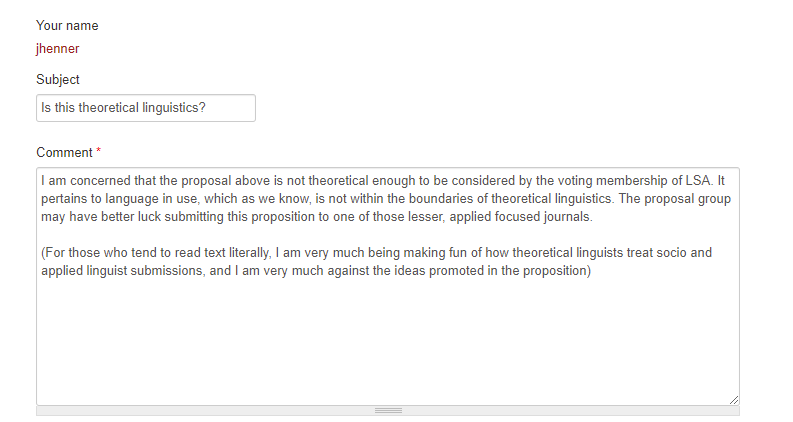 Your name
jhenner
Subject
Is this theoretical linguistics?
Comment *
I am concerned that the proposal above is not theoretical enough to be considered by the voting membership of LSA. It
pertains to language in use, which as we know, is not within the boundaries of theoretical linguistics. The proposal group
may have better luck submitting this proposition to one of those lesser, applied focused journals.
(For those who tend to read text literally, I am very much being making fun of how theoretical linguists treat socio and
applied linguist submissions, and I am very much against the ideas promoted in the proposition)